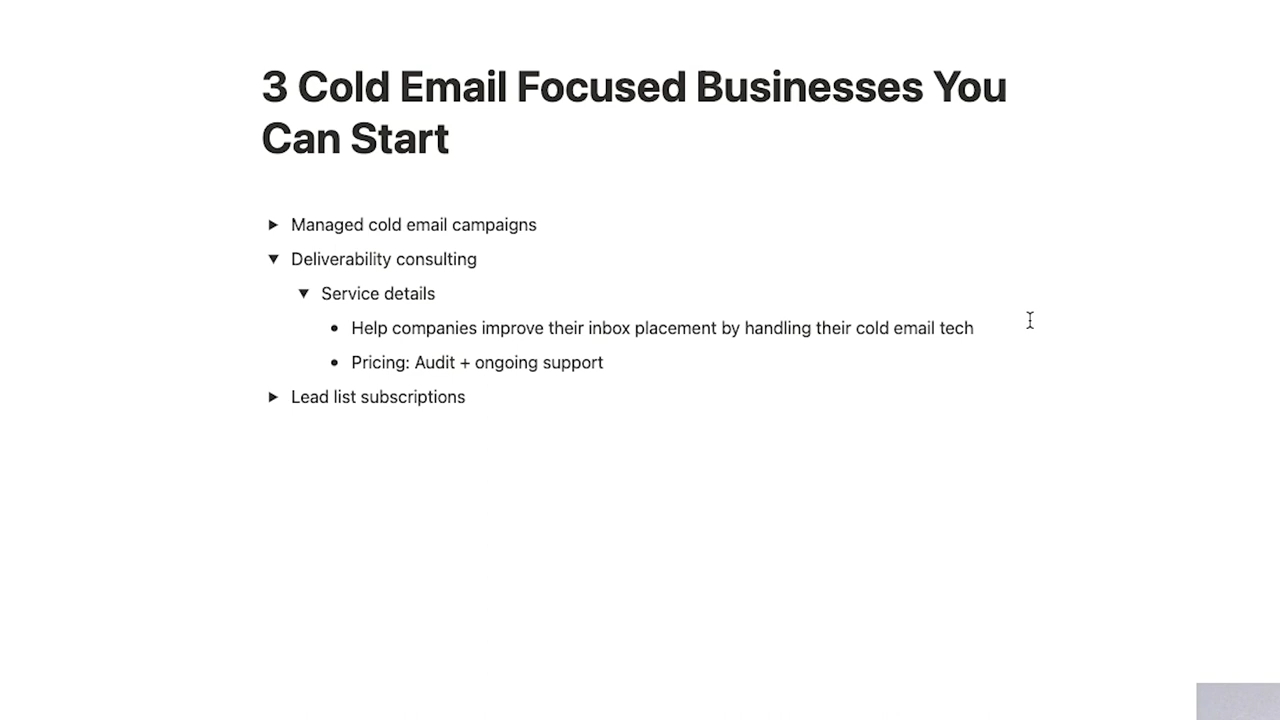 3 Cold Email Focused Businesses You
Can Start
Managed cold email campaigns
Deliverability consulting
Service details
Help companies improve their inbox placement by handling their cold email tech
Pricing: Audit + ongoing support
Lead list subscriptions